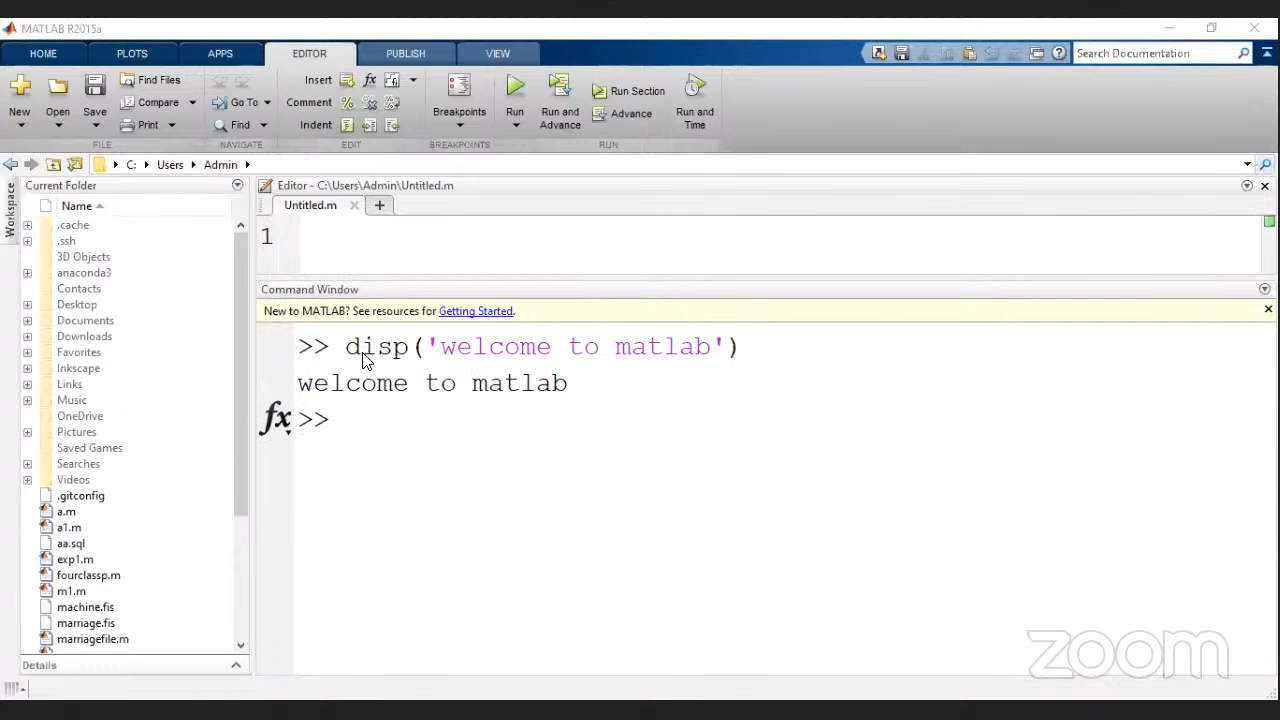 MATLAB R2015a
HOME PLOTS APPS EDITOR PUBLISH VIEW Search Documentation
New Open Save Find Files Compare Print Go To Find Insert Comment Indent Breakpoints Run Run and Advance Run Section Advance Run and Time
FILE NAVIGATE EDIT BREAKPOINTS RUN
C: Users Admin
Workspace
Current Folder
Name
.cache
.ssh
3D Objects
anaconda3
Contacts
Desktop
Documents
Downloads
Favorites
Inkscape
Links
Music
OneDrive
Pictures
Saved Games
Searches
Videos
.gitconfig
a.m
a1.m
aa.sql
exp1.m
fourclassp.m
m1.m
machine.fis
marriage.fis
marriagefile.m
Details
Editor - C:\Users\Admin\Untitled.m
Untitled.m
1
Command Window
New to MATLAB? See resources for Getting Started.
>> disp('welcome to matlab')
welcome to matlab
fx >>
zoom